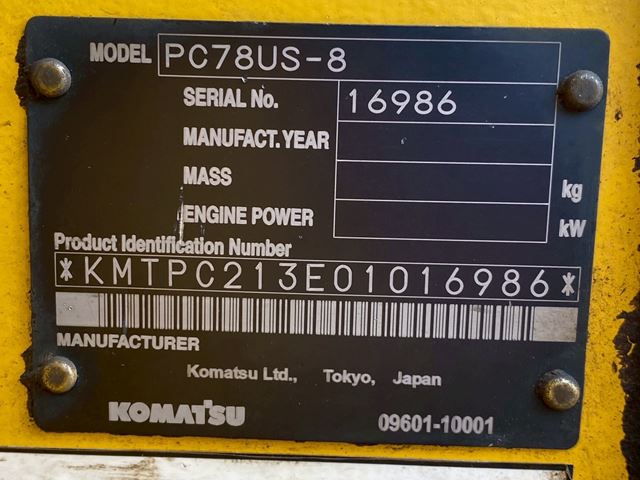 MODEL PC78US-8
SERIAL No. 16986
MANUFACT.YEAR
MASS kg
ENGINE POWER kW
Product Identification Number
*KMTPC213E01016986*
MANUFACTURER
Komatsu Ltd., Tokyo, Japan
KOMATSU 09601-10001